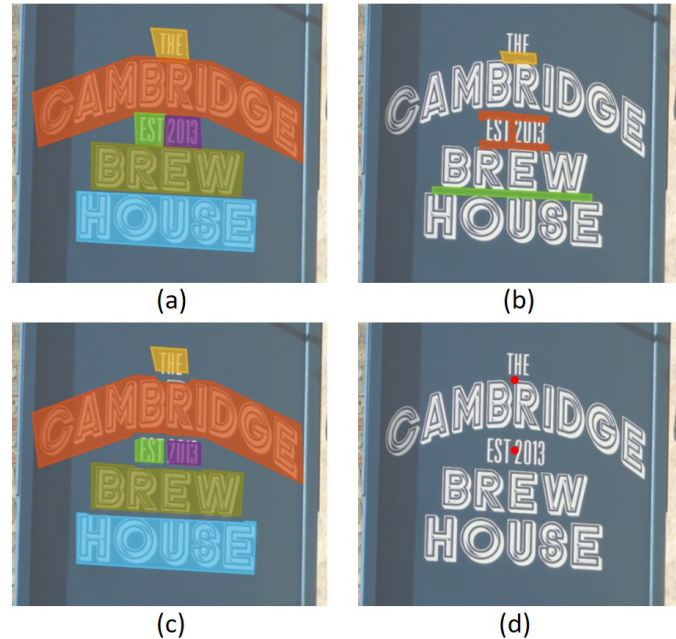 THE
CAMBRIDGE
EST 2013
BREW
HOUSE
(a)
THE
CAMBRIDGE
EST 2013
BREW
HOUSE
(b)
THE
CAMBRIDGE
EST 2013
BREW
HOUSE
(c)
THE
CAMBRIDGE
EST 2013
BREW
HOUSE
(d)